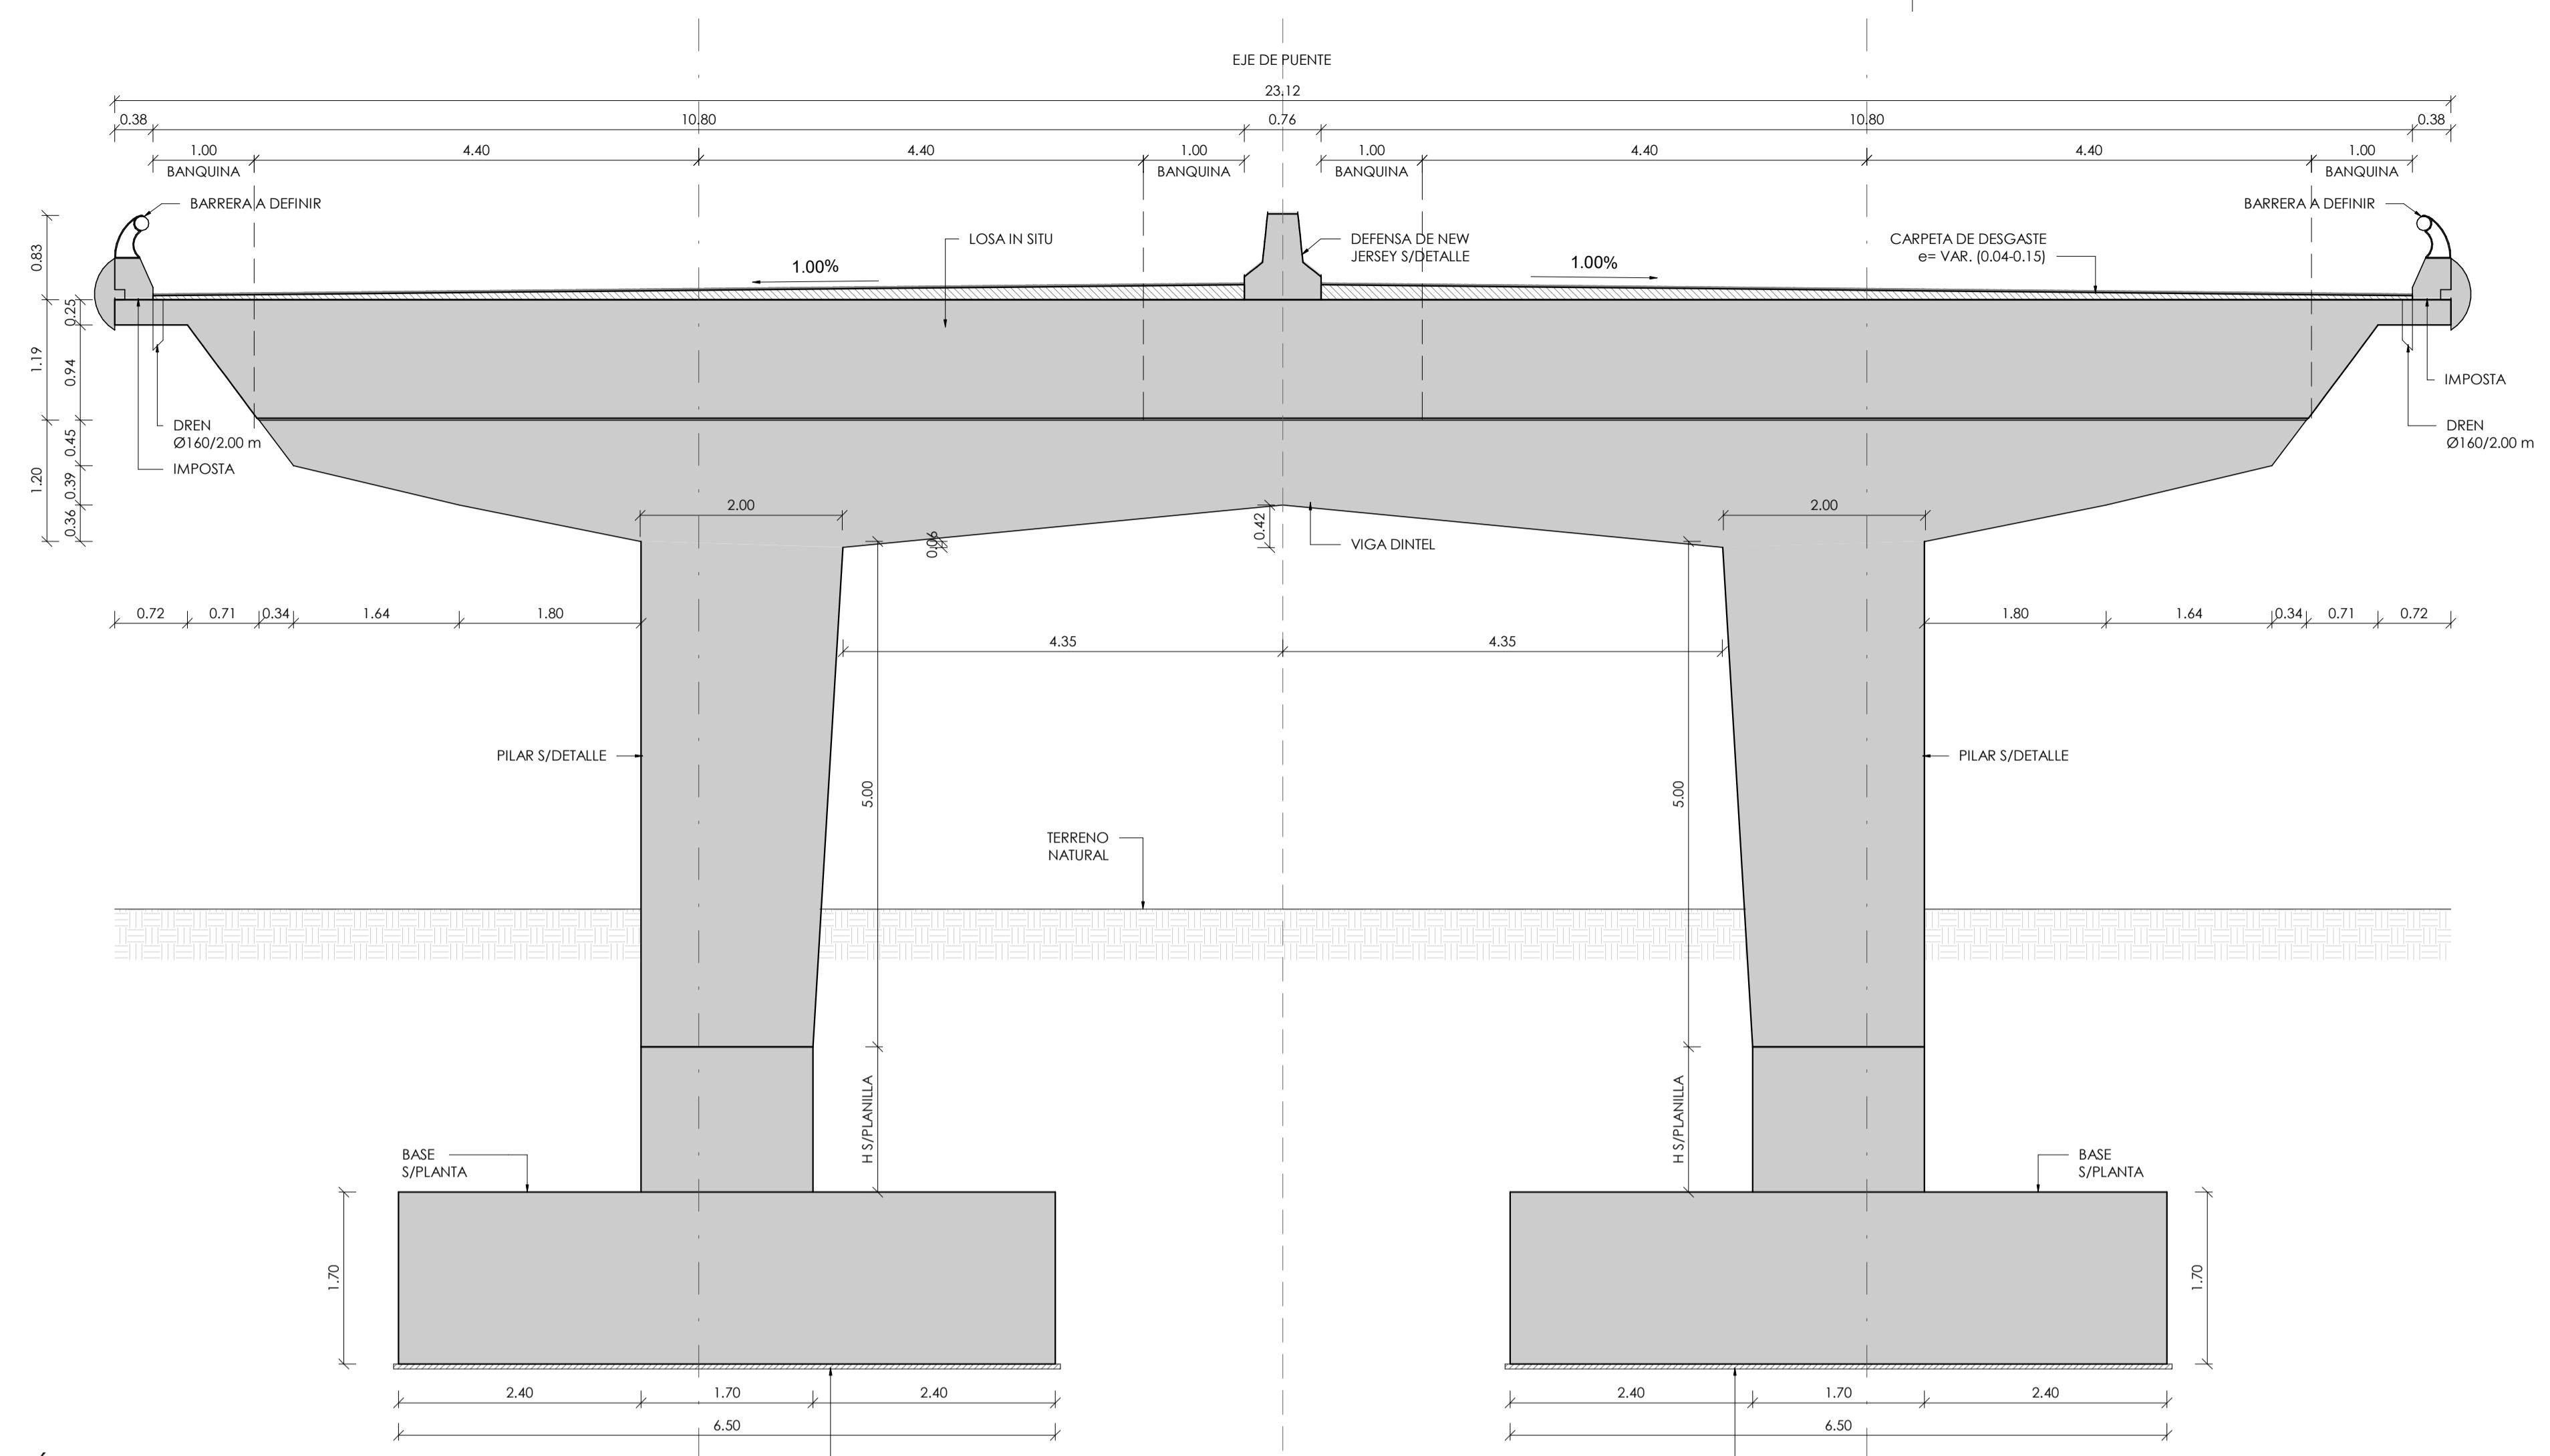 EJE DE PUENTE
23.12
0.38 10.80 0.76 10.80 0.38
1.00 4.40 4.40 1.00 1.00 4.40 4.40 1.00
BANQUINA BANQUINA BANQUINA BANQUINA
BARRERA A DEFINIR BARRERA A DEFINIR
LOSA IN SITU
DEFENSA DE NEW
JERSEY S/DETALLE
CARPETA DE DESGASTE
e= VAR. (0.04-0.15)
1.00% 1.00%
0.83
0.25
1.19
0.94
0.45
1.20
0.39
0.36
DREN
Ø160/2.00 m
IMPOSTA
IMPOSTA
DREN
Ø160/2.00 m
2.00 2.00
0.06
0.42
VIGA DINTEL
0.72 0.71 0.34 1.64 1.80 1.80 1.64 0.34 0.71 0.72
4.35 4.35
PILAR S/DETALLE PILAR S/DETALLE
5.00 5.00
TERRENO
NATURAL
H S/PLANILLA H S/PLANILLA
BASE
S/PLANTA
BASE
S/PLANTA
1.70 1.70
2.40 1.70 2.40 2.40 1.70 2.40
6.50 6.50